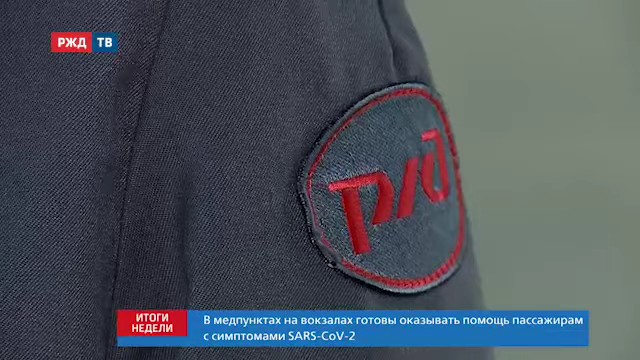 РЖД ТВ
РЖД
ИТОГИ
НЕДЕЛИ
В медпунктах на вокзалах готовы оказывать помощь пассажирам
с симптомами SARS-CoV-2